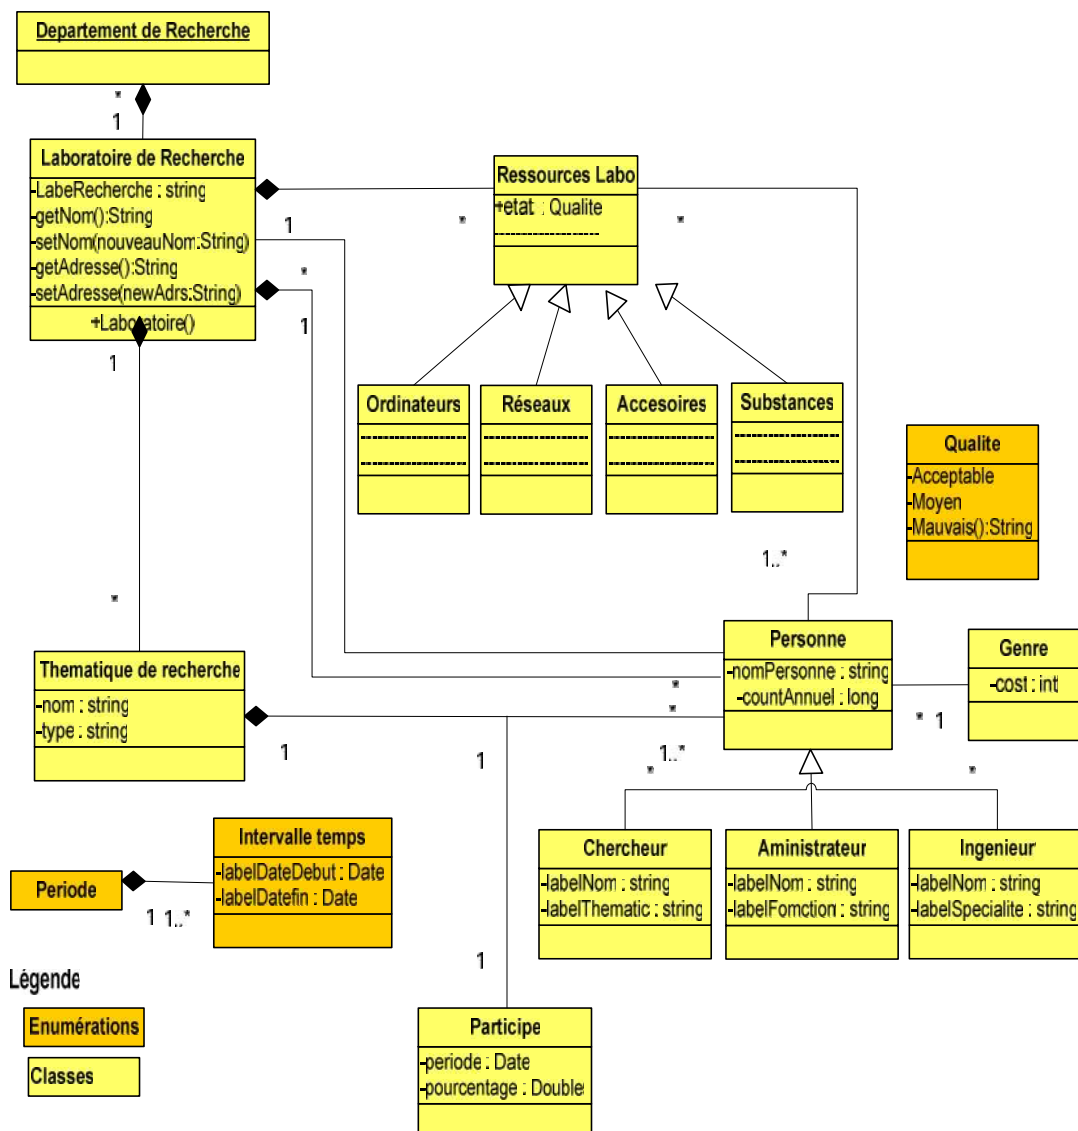 Departement de Recherche
*
1
Laboratoire de Recherche
-LabeRecherche : string
-getNom():String
-setNom(nouveauNom:String)
-getAdresse():String
-setAdresse(newAdrs:String)
+Laboratoire()
1
*
1
1
*
Ressources Labo
+etat : Qualite
*
*
Ordinateurs
Réseaux
Accesoires
Substances
Qualite
-Acceptable
-Moyen
-Mauvais():String
1..*
Thematique de recherche
-nom : string
-type : string
1
1
Personne
-nomPersonne : string
-countAnnuel : long
*
*
1..*
Genre
-cost : int
* 1
*
*
Chercheur
-labelNom : string
-labelThematic : string
Aministrateur
-labelNom : string
-labelFomction : string
Ingenieur
-labelNom : string
-labelSpecialite : string
Periode
1 1..*
Intervalle temps
-labelDateDebut : Date
-labelDatefin : Date
1
Participe
-periode : Date
-pourcentage : Double
Légende
Enumérations
Classes